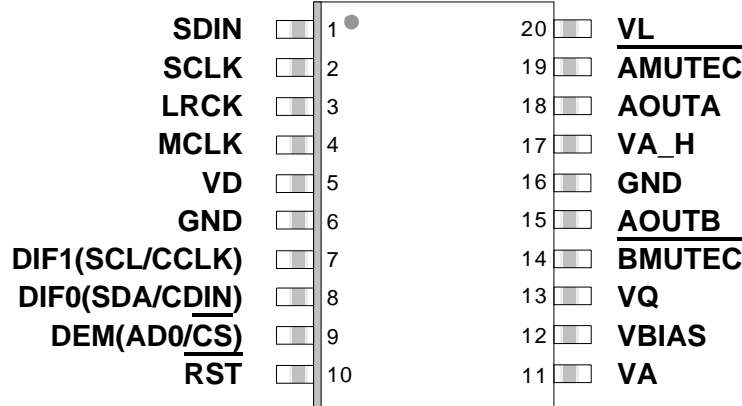 SDIN 1 20 VL
SCLK 2 19 AMUTEC
LRCK 3 18 AOUTA
MCLK 4 17 VA_H
VD 5 16 GND
GND 6 15 AOUTB
DIF1(SCL/CCLK) 7 14 BMUTEC
DIF0(SDA/CDIN) 8 13 VQ
DEM(AD0/CS) 9 12 VBIAS
RST 10 11 VA